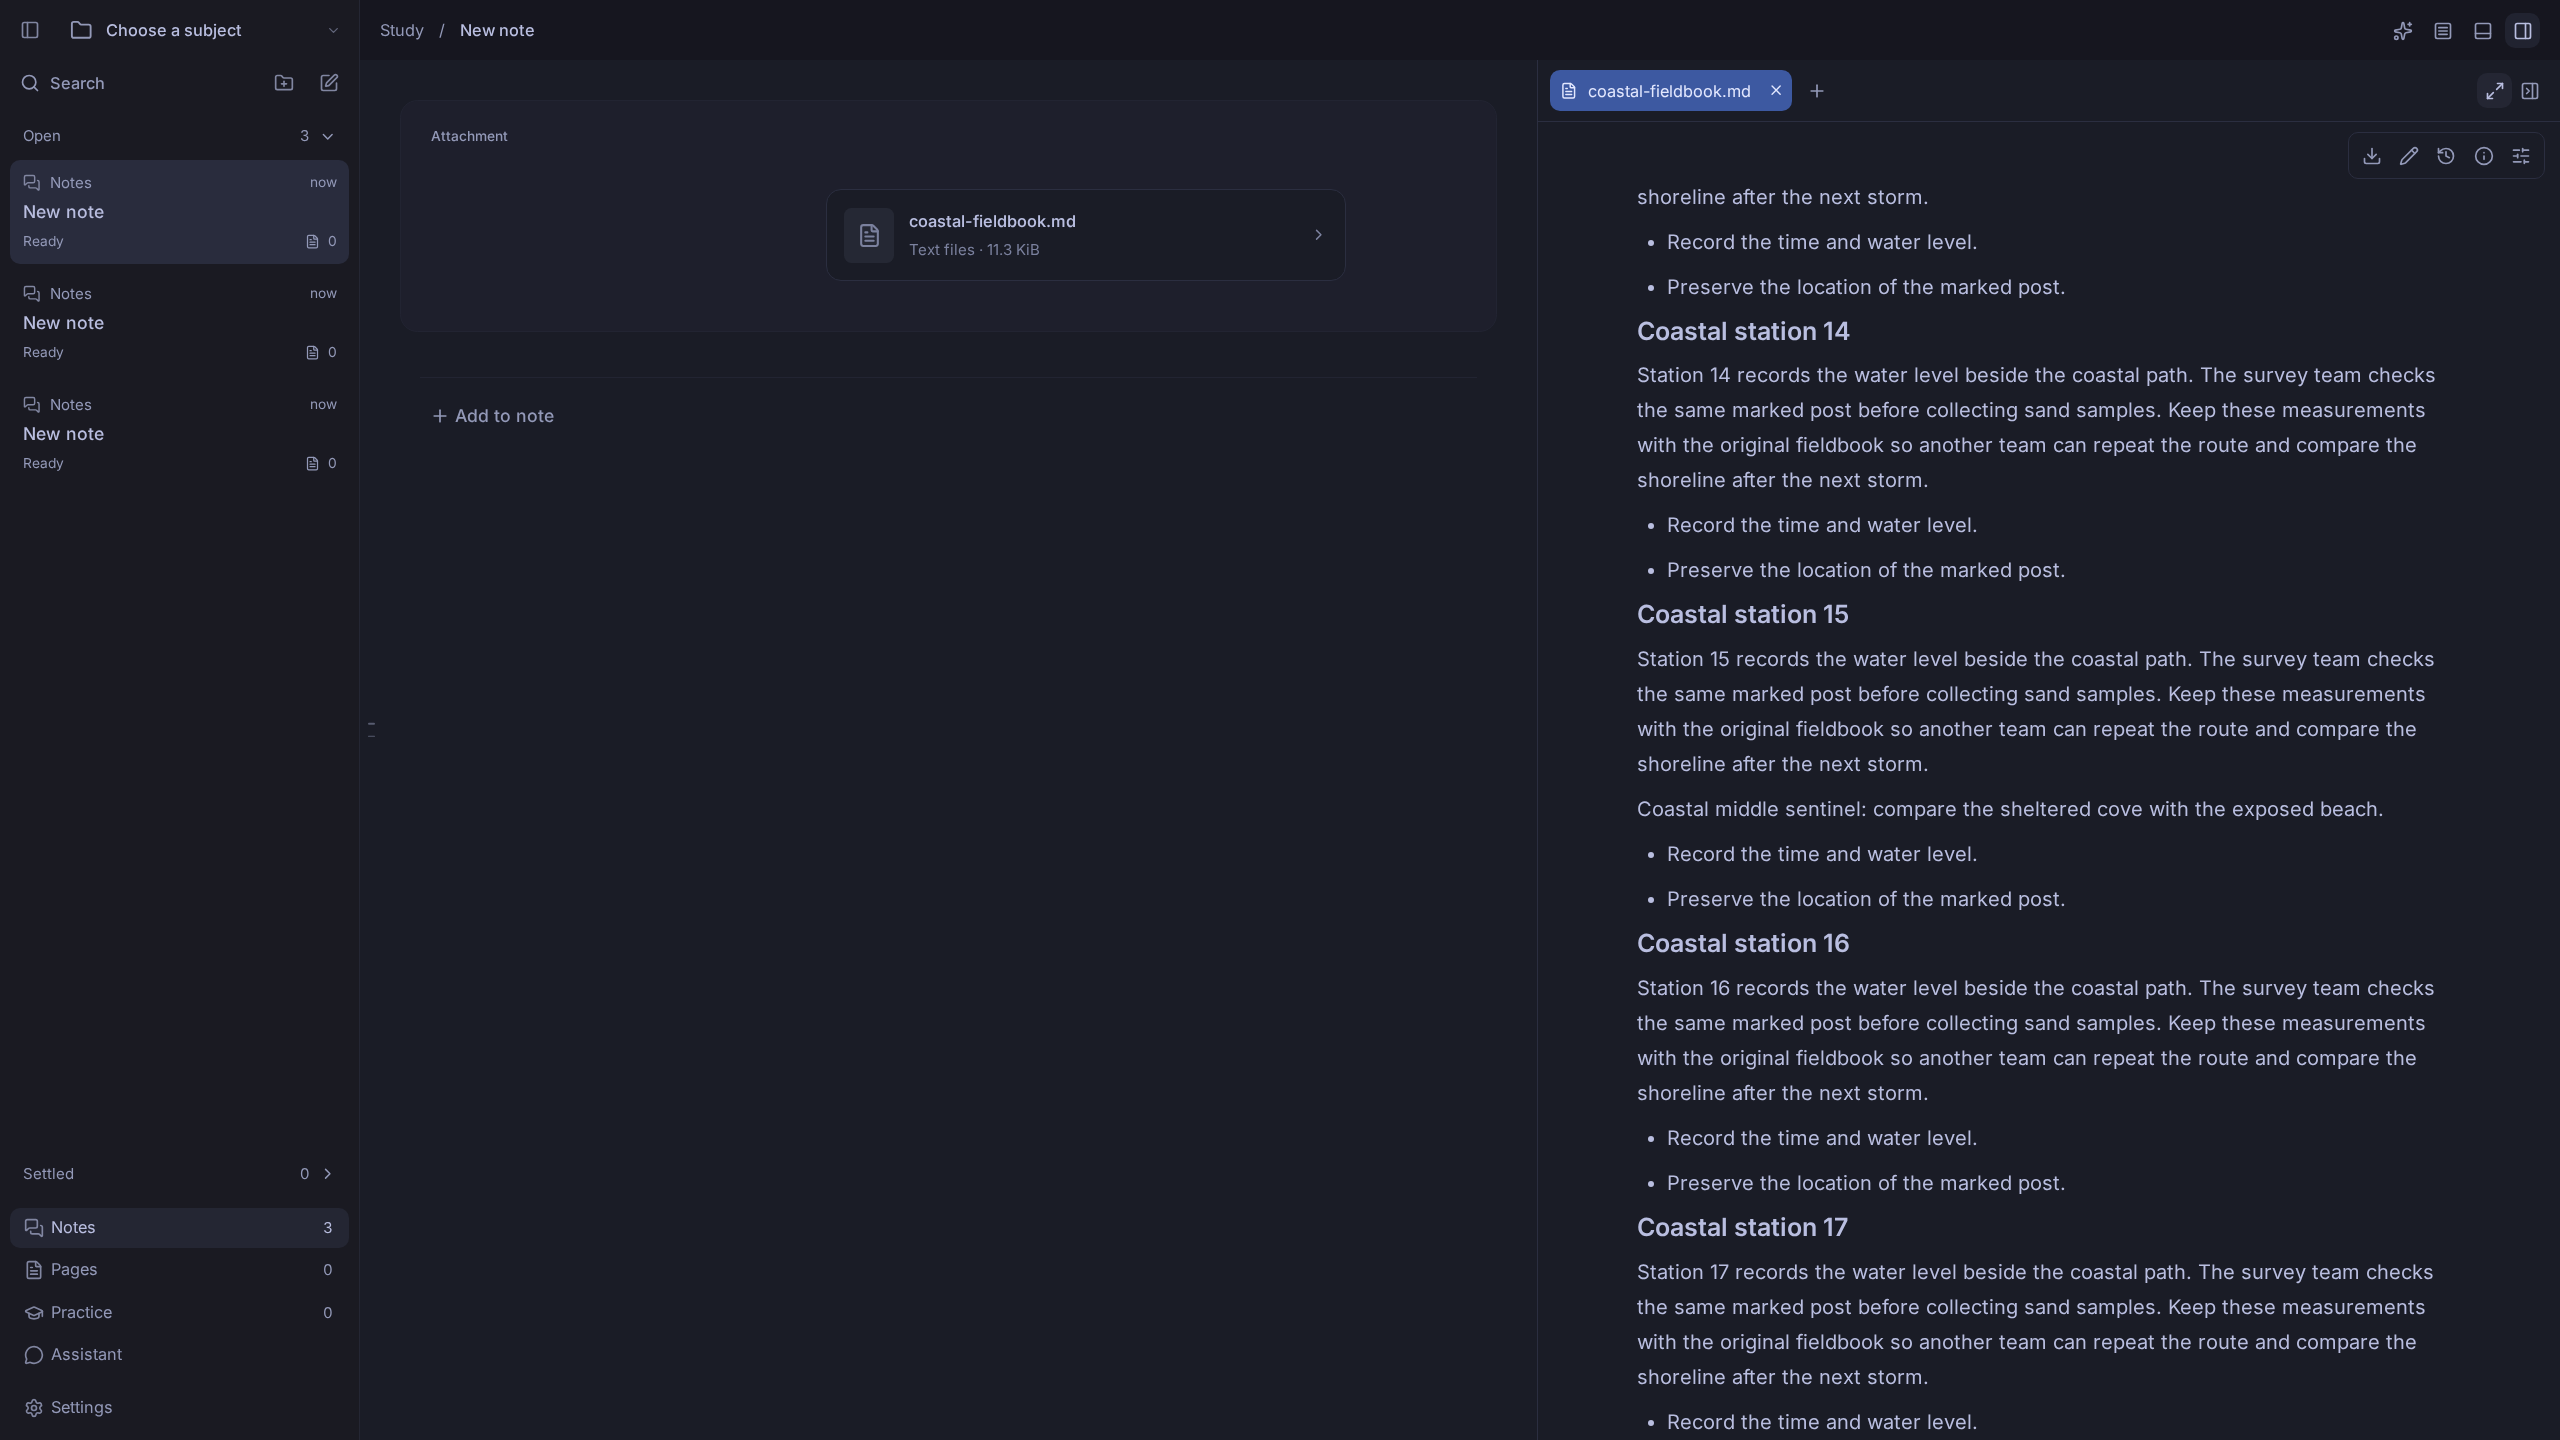 Choose a subject
Search
Open 3
Notes now
New note
Ready 0
Notes now
New note
Ready 0
Notes now
New note
Ready 0
Settled 0
Notes 3
Pages 0
Practice 0
Assistant
Settings
Study / New note
Attachment
coastal-fieldbook.md
Text files · 11.3 KiB
Add to note
coastal-fieldbook.md
shoreline after the next storm.
• Record the time and water level.
• Preserve the location of the marked post.
Coastal station 14
Station 14 records the water level beside the coastal path. The survey team checks
the same marked post before collecting sand samples. Keep these measurements
with the original fieldbook so another team can repeat the route and compare the
shoreline after the next storm.
• Record the time and water level.
• Preserve the location of the marked post.
Coastal station 15
Station 15 records the water level beside the coastal path. The survey team checks
the same marked post before collecting sand samples. Keep these measurements
with the original fieldbook so another team can repeat the route and compare the
shoreline after the next storm.
Coastal middle sentinel: compare the sheltered cove with the exposed beach.
• Record the time and water level.
• Preserve the location of the marked post.
Coastal station 16
Station 16 records the water level beside the coastal path. The survey team checks
the same marked post before collecting sand samples. Keep these measurements
with the original fieldbook so another team can repeat the route and compare the
shoreline after the next storm.
• Record the time and water level.
• Preserve the location of the marked post.
Coastal station 17
Station 17 records the water level beside the coastal path. The survey team checks
the same marked post before collecting sand samples. Keep these measurements
with the original fieldbook so another team can repeat the route and compare the
shoreline after the next storm.
• Record the time and water level.